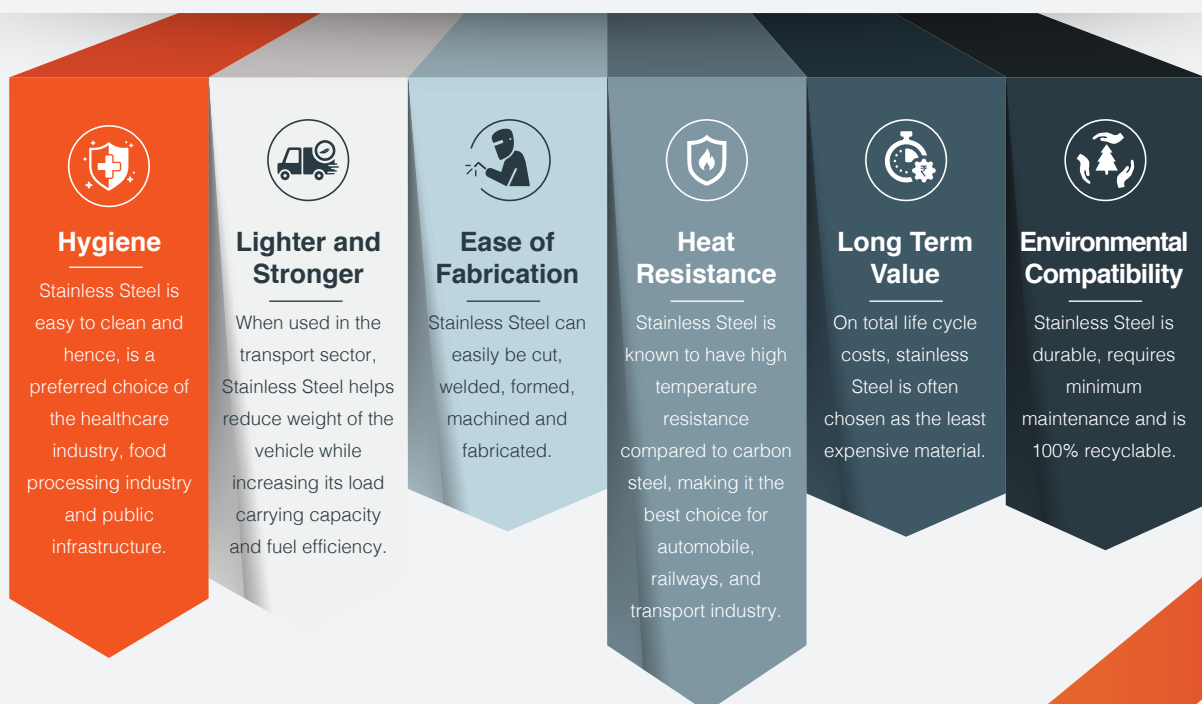 Hygiene
Stainless Steel is
easy to clean and
hence, is a
preferred choice of
the healthcare
industry, food
processing industry
and public
infrastructure.
Lighter and
Stronger
When used in the
transport sector,
Stainless Steel helps
reduce weight of the
vehicle while
increasing its load
carrying capacity
and fuel efficiency.
Ease of
Fabrication
Stainless Steel can
easily be cut,
welded, formed,
machined and
fabricated.
Heat
Resistance
Stainless Steel is
known to have high
temperature
resistance
compared to carbon
steel, making it the
best choice for
automobile,
railways, and
transport industry.
Long Term
Value
On total life cycle
costs, stainless
Steel is often
chosen as the least
expensive material.
Environmental
Compatibility
Stainless Steel is
durable, requires
minimum
maintenance and is
100% recyclable.